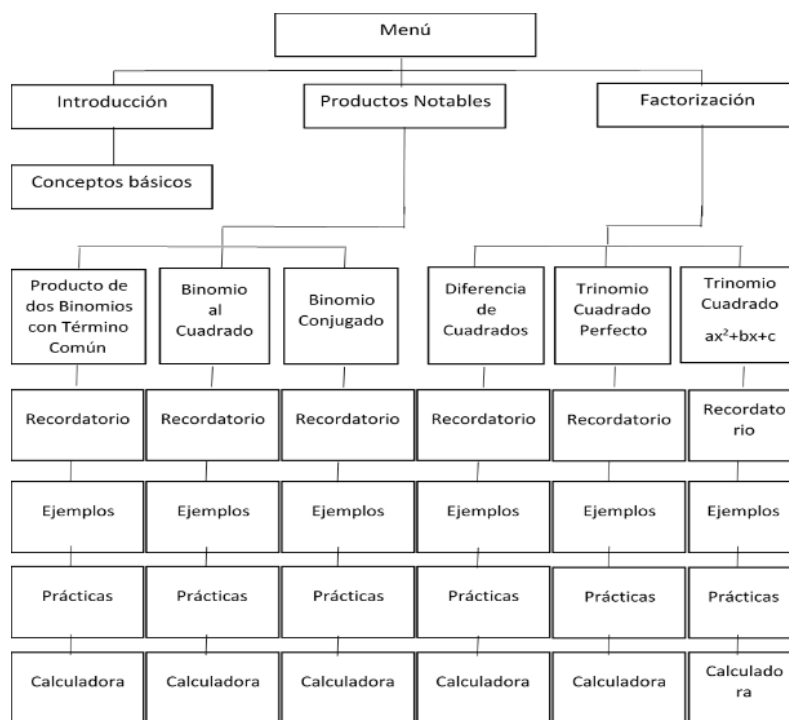 Menú
Introducción
Productos Notables
Factorización
Conceptos básicos
Producto de
dos Binomios
con Término
Común
Binomio
al
Cuadrado
Binomio
Conjugado
Diferencia
de
Cuadrados
Trinomio
Cuadrado
Perfecto
Trinomio
Cuadrado
ax²+bx+c
Recordatorio
Recordatorio
Recordatorio
Recordatorio
Recordatorio
Recordato
rio
Ejemplos
Ejemplos
Ejemplos
Ejemplos
Ejemplos
Ejemplos
Prácticas
Prácticas
Prácticas
Prácticas
Prácticas
Prácticas
Calculadora
Calculadora
Calculadora
Calculadora
Calculadora
Calculado
ra